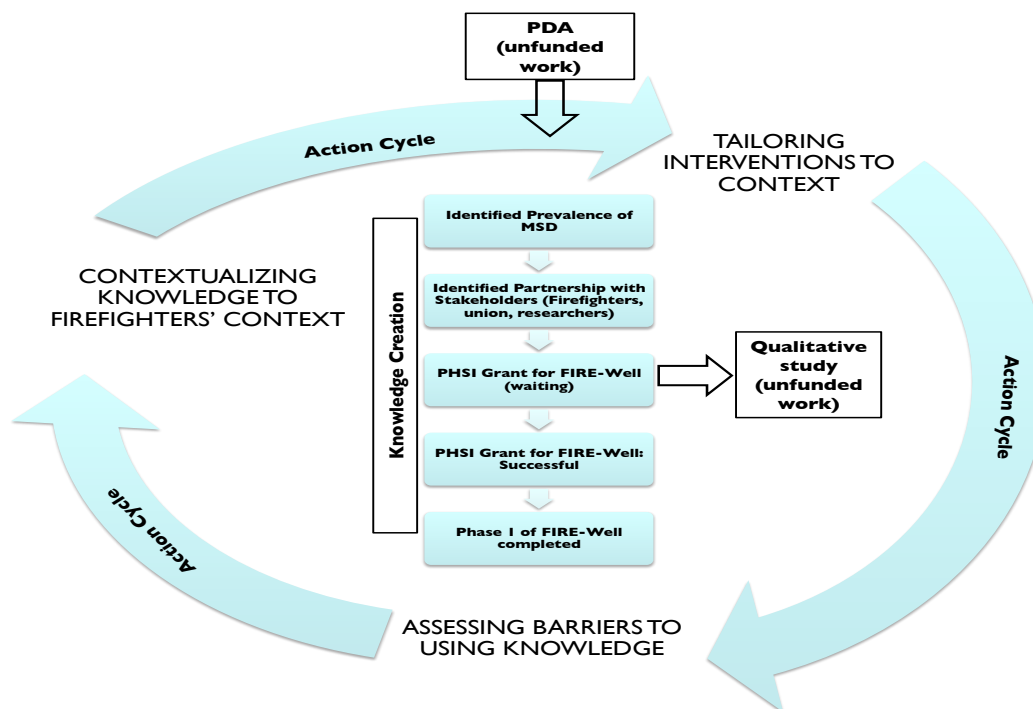 PDA
(unfunded
work)
Action Cycle
TAILORING
INTERVENTIONS TO
CONTEXT
Identified Prevalence of
MSD
CONTEXTUALIZING
KNOWLEDGE TO
FIREFIGHTERS’ CONTEXT
Knowledge Creation
Identified Partnership with
Stakeholders (Firefighters,
union, researchers)
PHSI Grant for FIRE-Well
(waiting)
Qualitative
study
(unfunded
work)
Action Cycle
PHSI Grant for FIRE-Well:
Successful
Phase 1 of FIRE-Well
completed
Action Cycle
ASSESSING BARRIERS TO
USING KNOWLEDGE